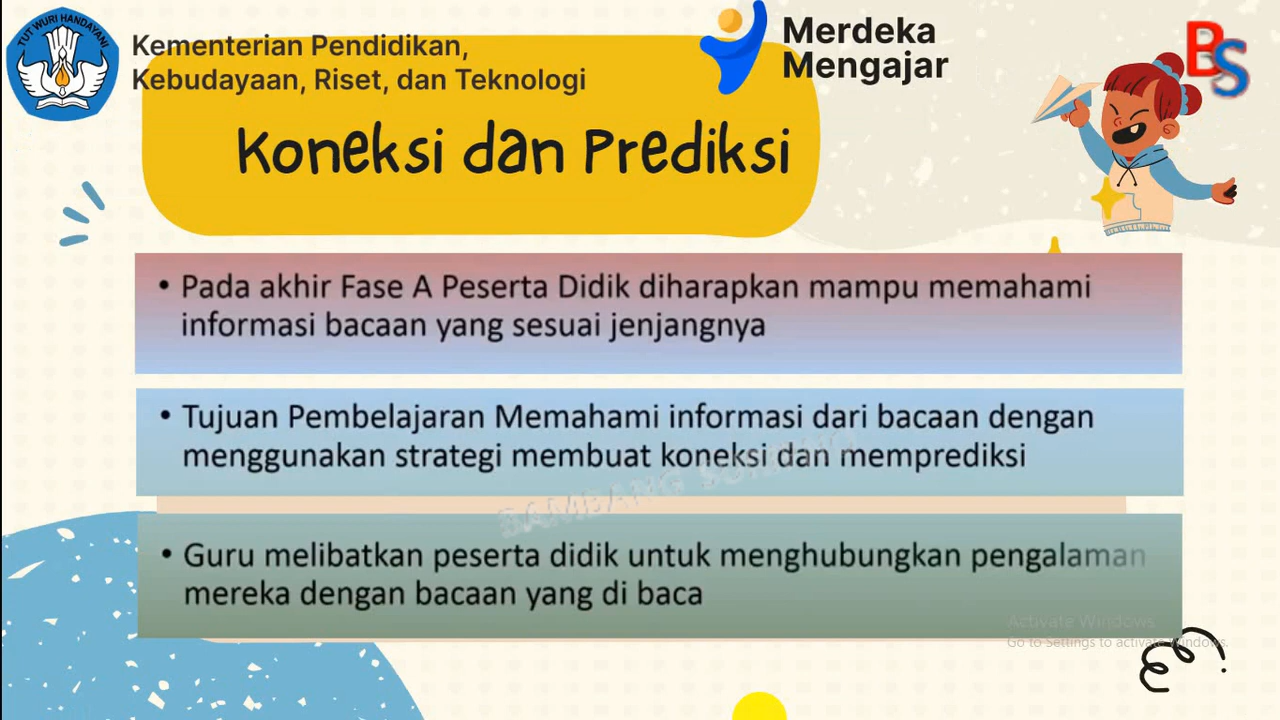 TUT WURI HANDAYANI
Kementerian Pendidikan,
Kebudayaan, Riset, dan Teknologi
Merdeka
Mengajar
BS
Koneksi dan Prediksi
• Pada akhir Fase A Peserta Didik diharapkan mampu memahami
informasi bacaan yang sesuai jenjangnya
• Tujuan Pembelajaran Memahami informasi dari bacaan dengan
menggunakan strategi membuat koneksi dan memprediksi
BAMBANG
• Guru melibatkan peserta didik untuk menghubungkan pengalaman
mereka dengan bacaan yang di baca
Activate Windows
Go to Settings to activate Windows.